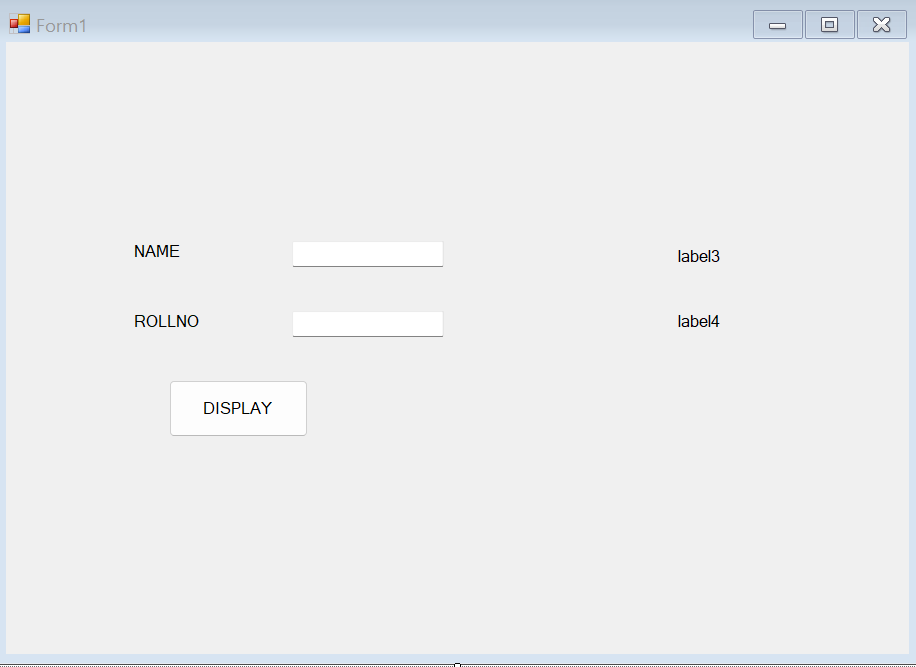 Form1
NAME
label3
ROLLNO
label4
DISPLAY